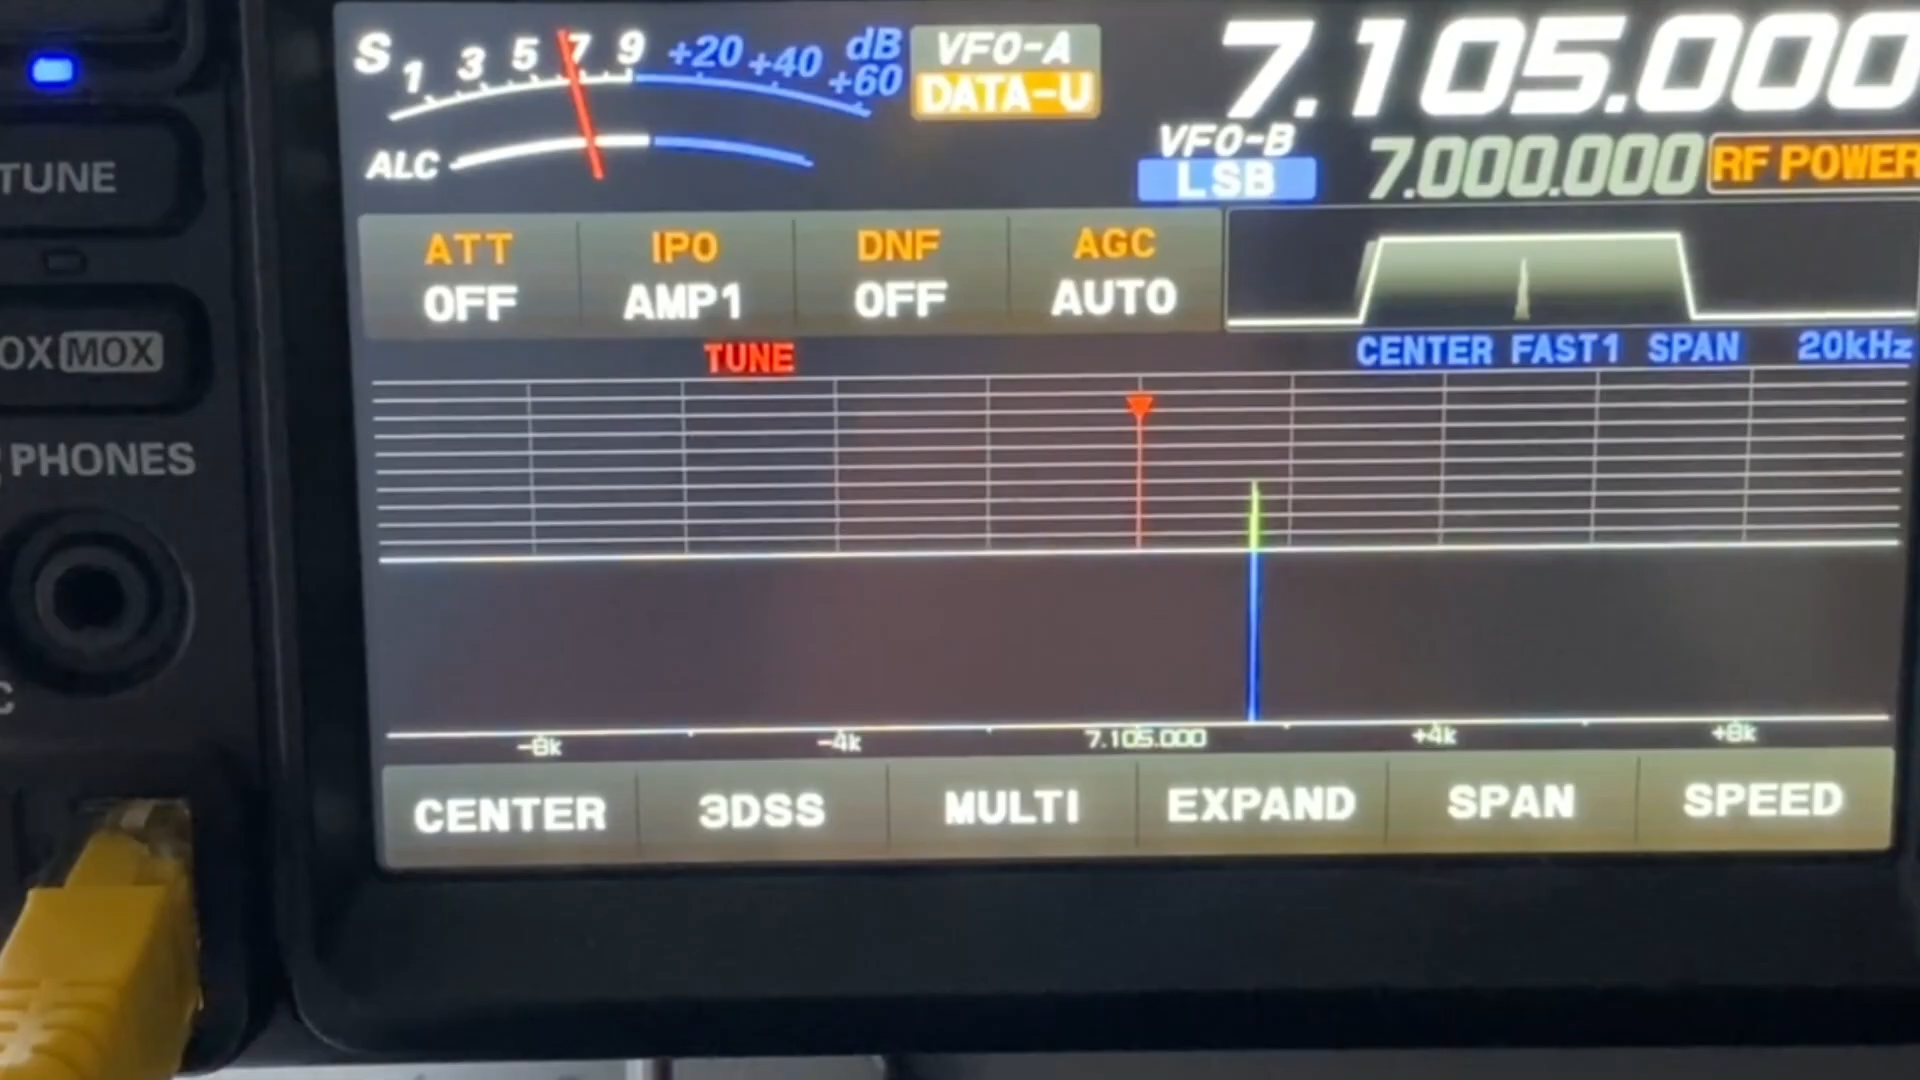 S 1 3 5 7 9 +20 +40 +60 dB
ALC
VFO-A
DATA-U
7.105.000
VFO-B
LSB
7.000.000
RF POWER
TUNE
ATT
OFF
IPO
AMP1
DNF
OFF
AGC
AUTO
TUNE
CENTER FAST1 SPAN 20kHz
OX MOX
PHONES
C
-8k -4k 7.105.000 +4k +8k
CENTER 3DSS MULTI EXPAND SPAN SPEED